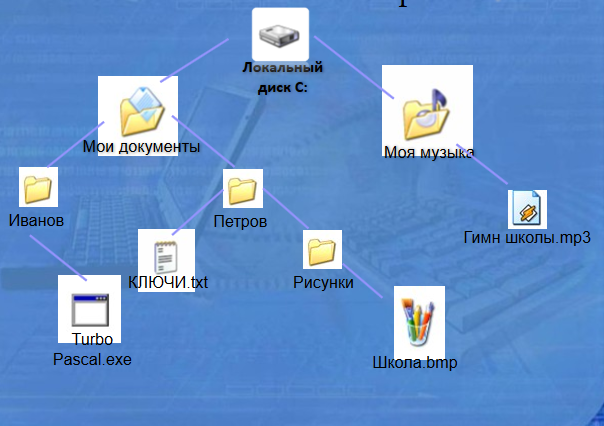 Локальный
диск С:
Мои документы
Моя музыка
Иванов
Петров
Гимн школы.mp3
КЛЮЧИ.txt
Рисунки
Turbo
Pascal.exe
Школа.bmp